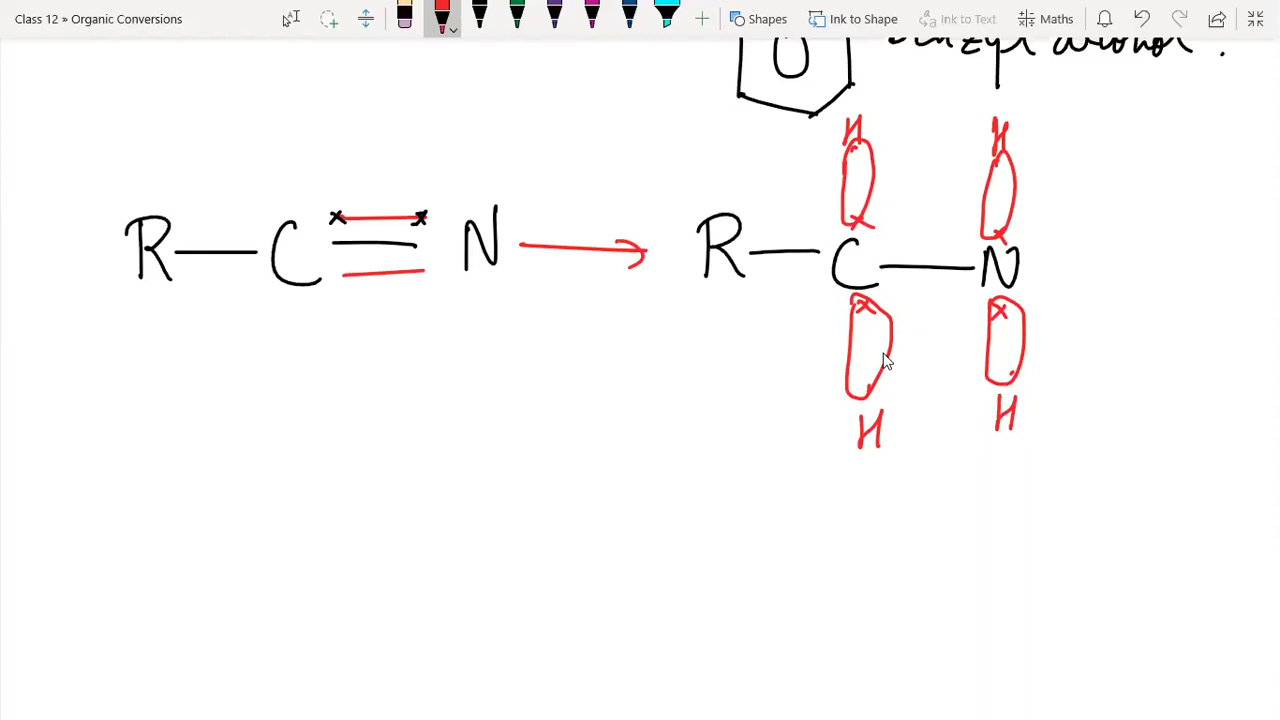 Class 12 » Organic Conversions
Shapes Ink to Shape Ink to Text Maths
H H
R — C ≡ N → R — C — N
H H